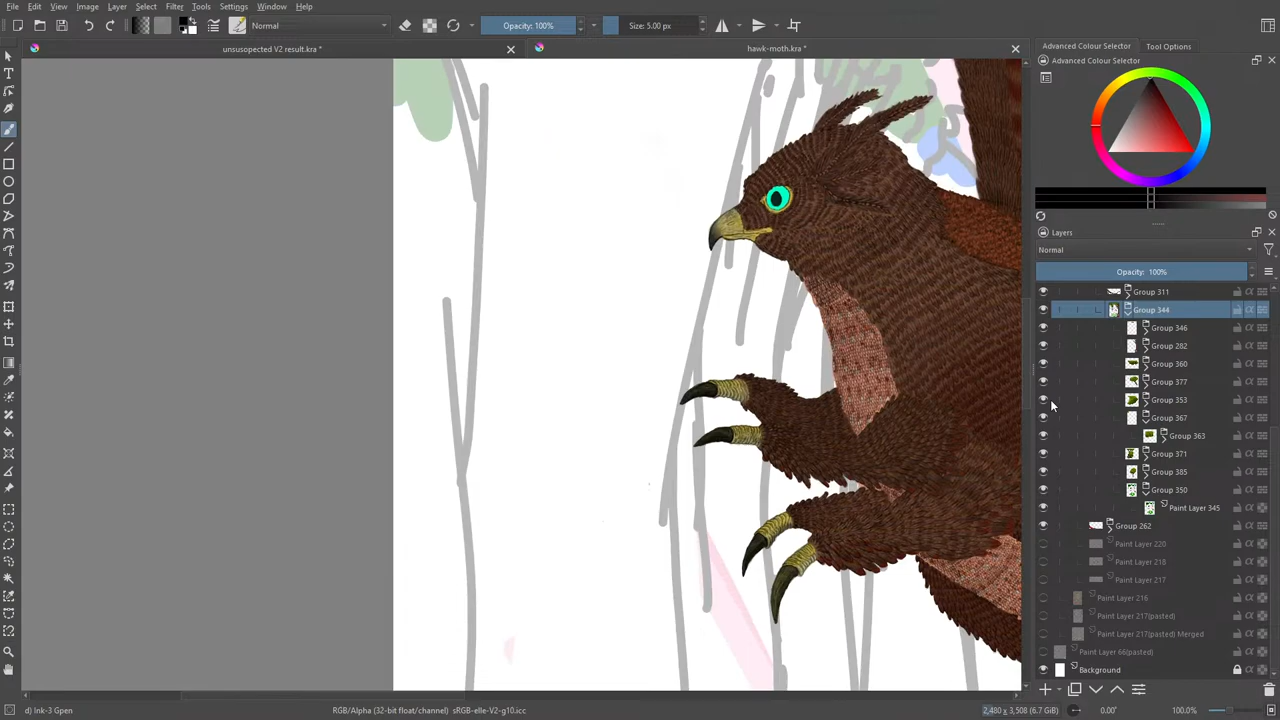 File Edit View Image Layer Select Filter Tools Settings Window Help
Normal Opacity: 100% Size: 5.00 px
unsusopected V2 result.kra * hawk-moth.kra *
Advanced Colour Selector Tool Options
Advanced Colour Selector
Layers
Normal
Opacity: 100%
Group 311
Group 344
Group 346
Group 282
Group 360
Group 377
Group 353
Group 367
Group 363
Group 371
Group 385
Group 350
Paint Layer 345
Group 262
Paint Layer 220
Paint Layer 218
Paint Layer 217
Paint Layer 216
Paint Layer 217(pasted)
Paint Layer 217(pasted) Merged
Paint Layer 66(pasted)
Background
d) Ink-3 Gpen RGB/Alpha (32-bit float/channel) sRGB-elle-V2-g10.icc 2,480 x 3,508 (6.7 GiB) 0.00° 100.0%